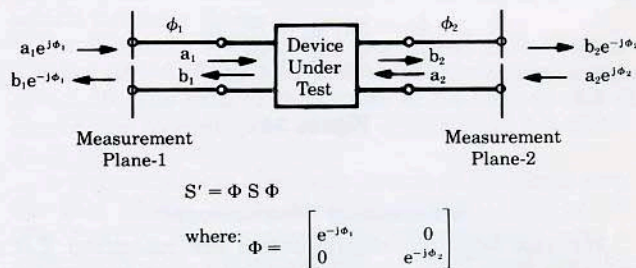 ϕ₁ Device Under Test ϕ₂
a₁e^jϕ₁ a₁ b₂ b₂e^-jϕ₂
b₁e^-jϕ₁ b₁ a₂ a₂e^jϕ₂
Measurement Plane-1
Measurement Plane-2
S' = Φ S Φ
where: Φ = [e^-jϕ₁ 0
0 e^-jϕ₂]